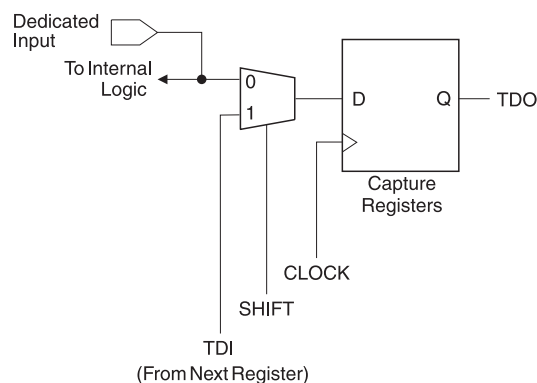 Dedicated
Input
To Internal
Logic
0
1
D
Q
TDO
Capture
Registers
CLOCK
SHIFT
TDI
(From Next Register)